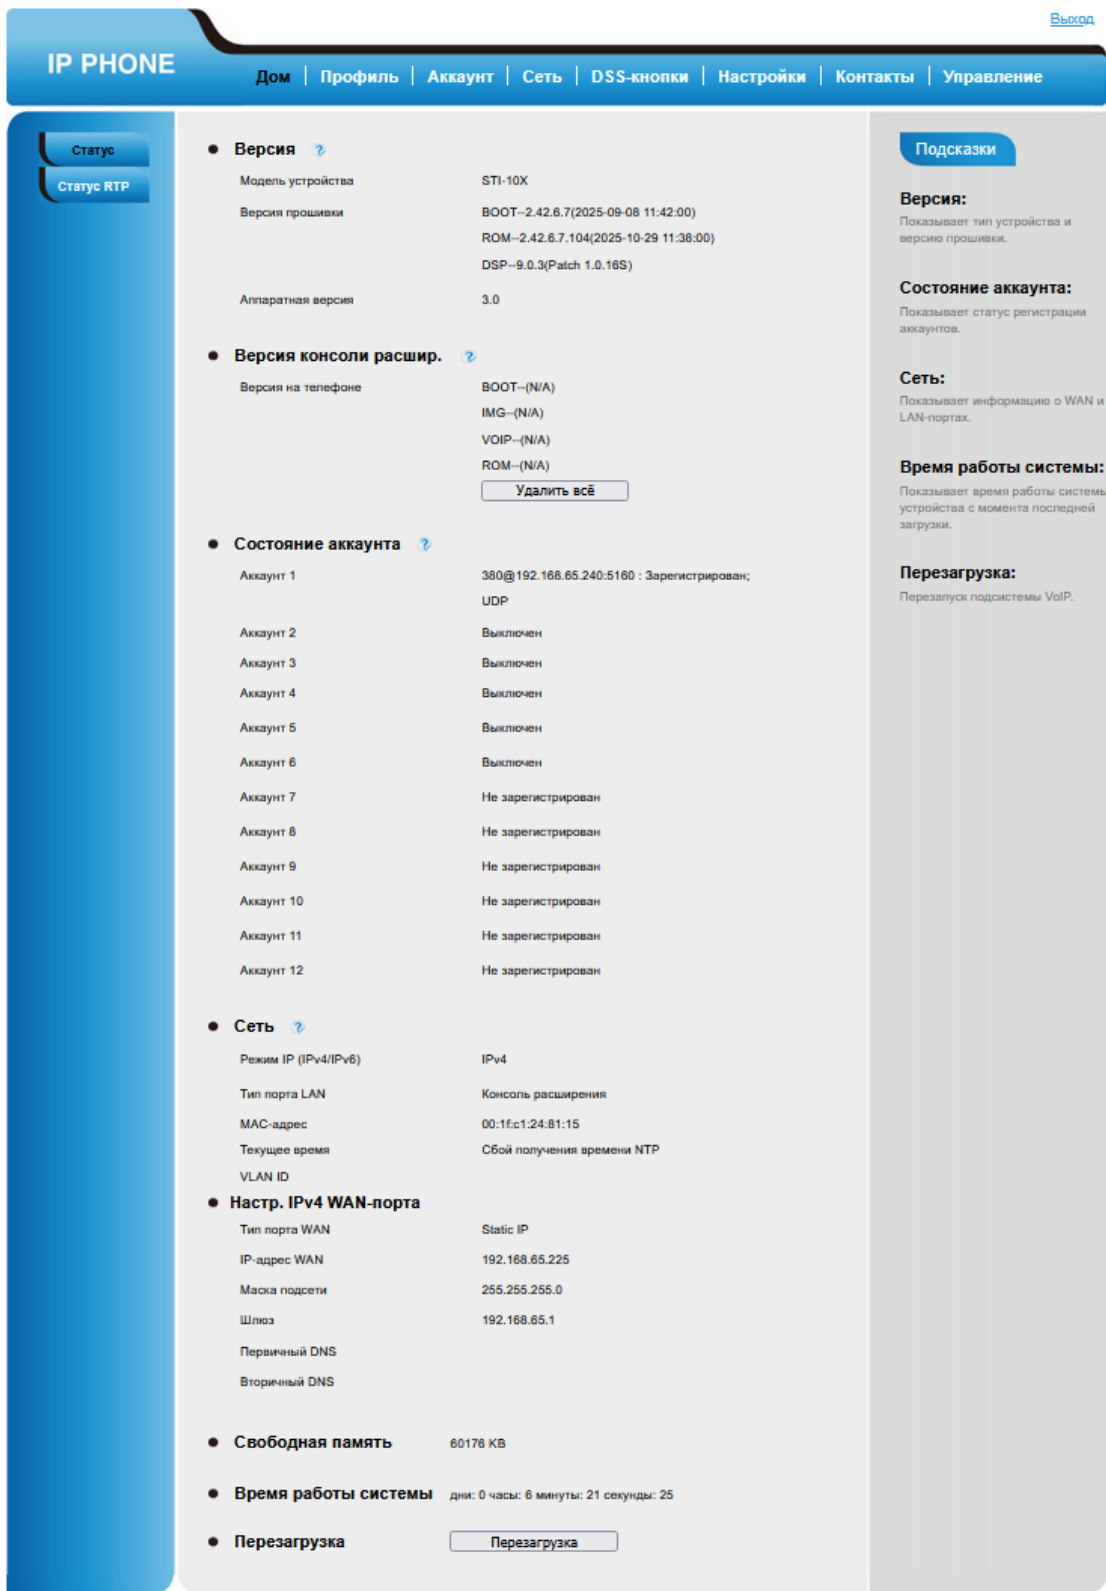 Выход
IP PHONE
Дом | Профиль | Аккаунт | Сеть | DSS-кнопки | Настройки | Контакты | Управление
Статус
Статус RTP
Версия
Модель устройства STI-10X
Версия прошивки BOOT--2.42.6.7(2025-09-08 11:42:00)
ROM--2.42.6.7.104(2025-10-29 11:38:00)
DSP--9.0.3(Patch 1.0.16S)
Аппаратная версия 3.0
Версия консоли расшир.
Версия на телефоне BOOT--(N/A)
IMG--(N/A)
VOIP--(N/A)
ROM--(N/A)
Удалить всё
Состояние аккаунта
Аккаунт 1 380@192.168.65.240:5160 : Зарегистрирован;
UDP
Аккаунт 2 Выключен
Аккаунт 3 Выключен
Аккаунт 4 Выключен
Аккаунт 5 Выключен
Аккаунт 6 Выключен
Аккаунт 7 Не зарегистрирован
Аккаунт 8 Не зарегистрирован
Аккаунт 9 Не зарегистрирован
Аккаунт 10 Не зарегистрирован
Аккаунт 11 Не зарегистрирован
Аккаунт 12 Не зарегистрирован
Сеть
Режим IP (IPv4/IPv6) IPv4
Тип порта LAN Консоль расширения
MAC-адрес 00:1f:c1:24:81:15
Текущее время Сбой получения времени NTP
VLAN ID
Настр. IPv4 WAN-порта
Тип порта WAN Static IP
IP-адрес WAN 192.168.65.225
Маска подсети 255.255.255.0
Шлюз 192.168.65.1
Первичный DNS
Вторичный DNS
Свободная память 60176 KB
Время работы системы дни: 0 часы: 6 минуты: 21 секунды: 25
Перезагрузка Перезагрузка
Подсказки
Версия:
Показывает тип устройства и
версию прошивки.
Состояние аккаунта:
Показывает статус регистрации
аккаунтов.
Сеть:
Показывает информацию о WAN и
LAN-портах.
Время работы системы:
Показывает время работы системы
устройства с момента последней
загрузки.
Перезагрузка:
Перезапуск подсистемы VoIP.